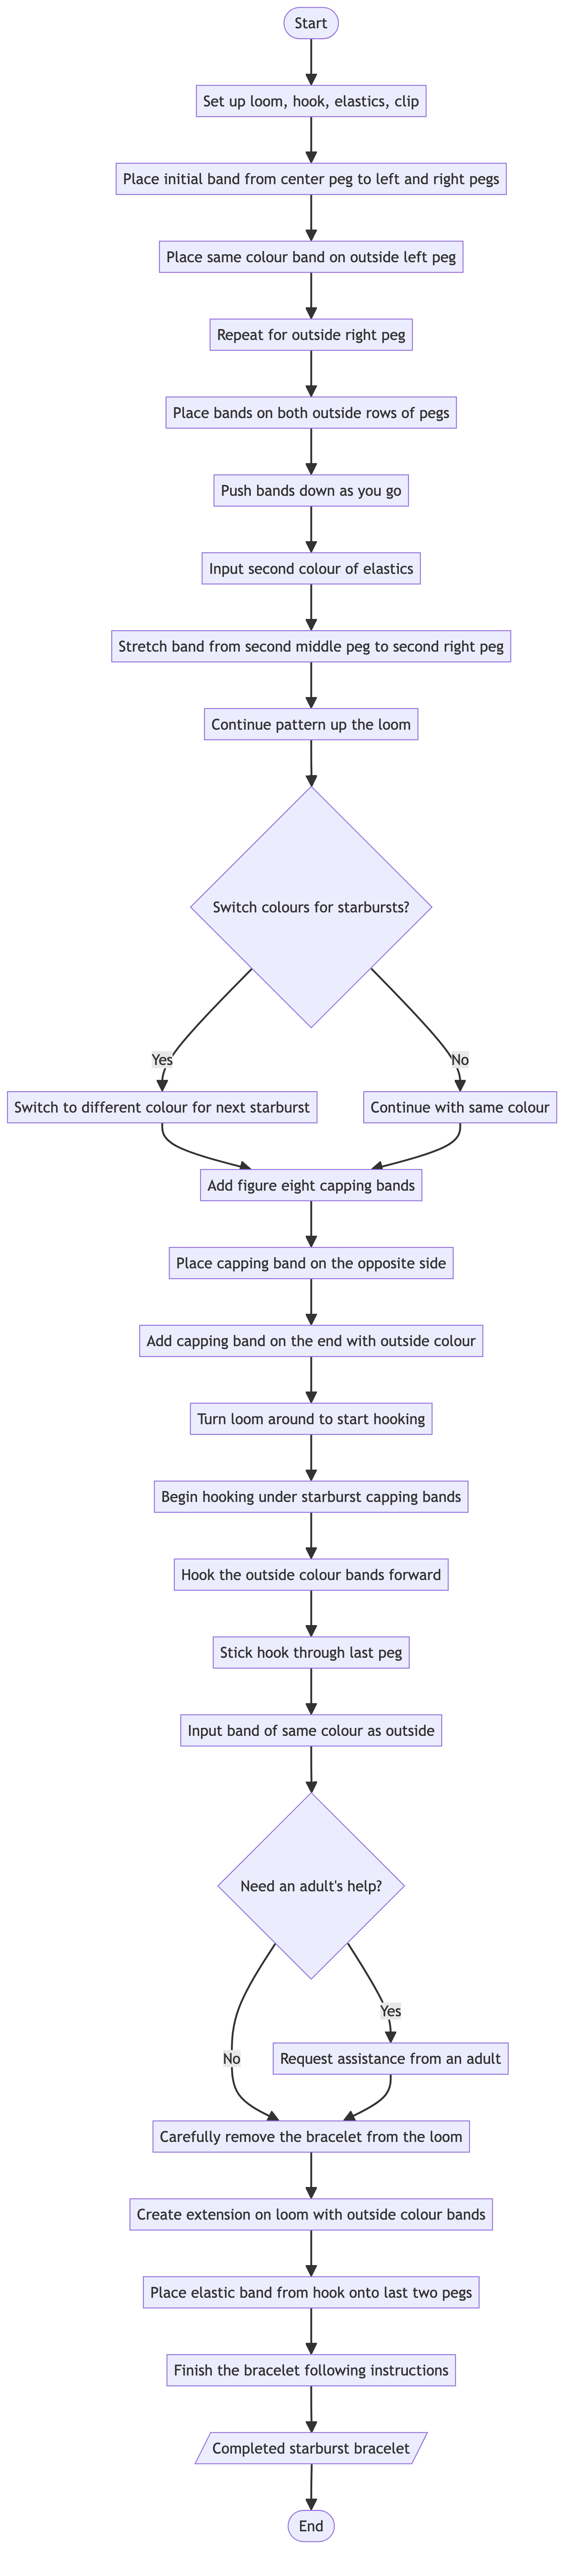 Start
Set up loom, hook, elastics, clip
Place initial band from center peg to left and right pegs
Place same colour band on outside left peg
Repeat for outside right peg
Place bands on both outside rows of pegs
Push bands down as you go
Input second colour of elastics
Stretch band from second middle peg to second right peg
Continue pattern up the loom
Switch colours for starbursts?
Yes
No
Switch to different colour for next starburst
Continue with same colour
Add figure eight capping bands
Place capping band on the opposite side
Add capping band on the end with outside colour
Turn loom around to start hooking
Begin hooking under starburst capping bands
Hook the outside colour bands forward
Stick hook through last peg
Input band of same colour as outside
Need an adult's help?
Yes
No
Request assistance from an adult
Carefully remove the bracelet from the loom
Create extension on loom with outside colour bands
Place elastic band from hook onto last two pegs
Finish the bracelet following instructions
Completed starburst bracelet
End